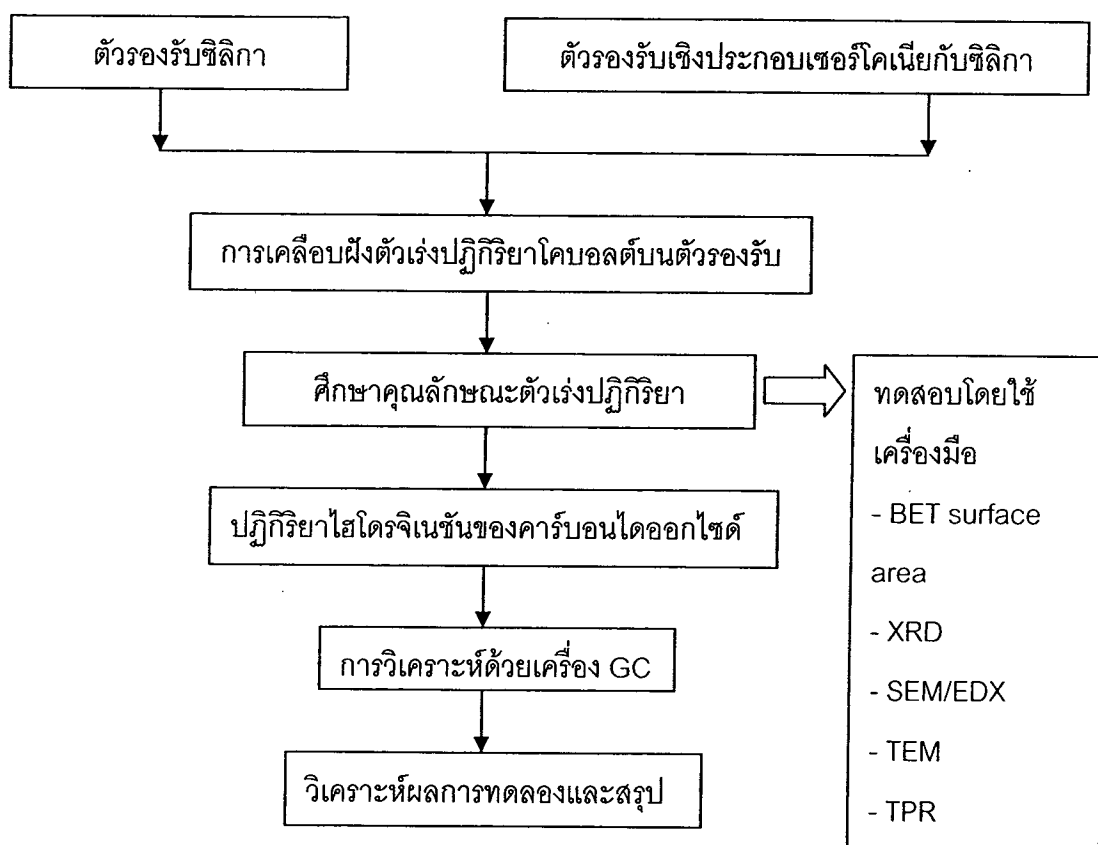 ตัวรองรับซิลิกา
ตัวรองรับเชิงประกอบเซอร์โคเนียกับซิลิกา
การเคลือบฝังตัวเร่งปฏิกิริยาโคบอลต์บนตัวรองรับ
ศึกษาคุณลักษณะตัวเร่งปฏิกิริยา
ทดสอบโดยใช้
เครื่องมือ
- BET surface
area
- XRD
- SEM/EDX
- TEM
- TPR
ปฏิกิริยาไฮโดรจิเนชันของคาร์บอนไดออกไซด์
การวิเคราะห์ด้วยเครื่อง GC
วิเคราะห์ผลการทดลองและสรุป